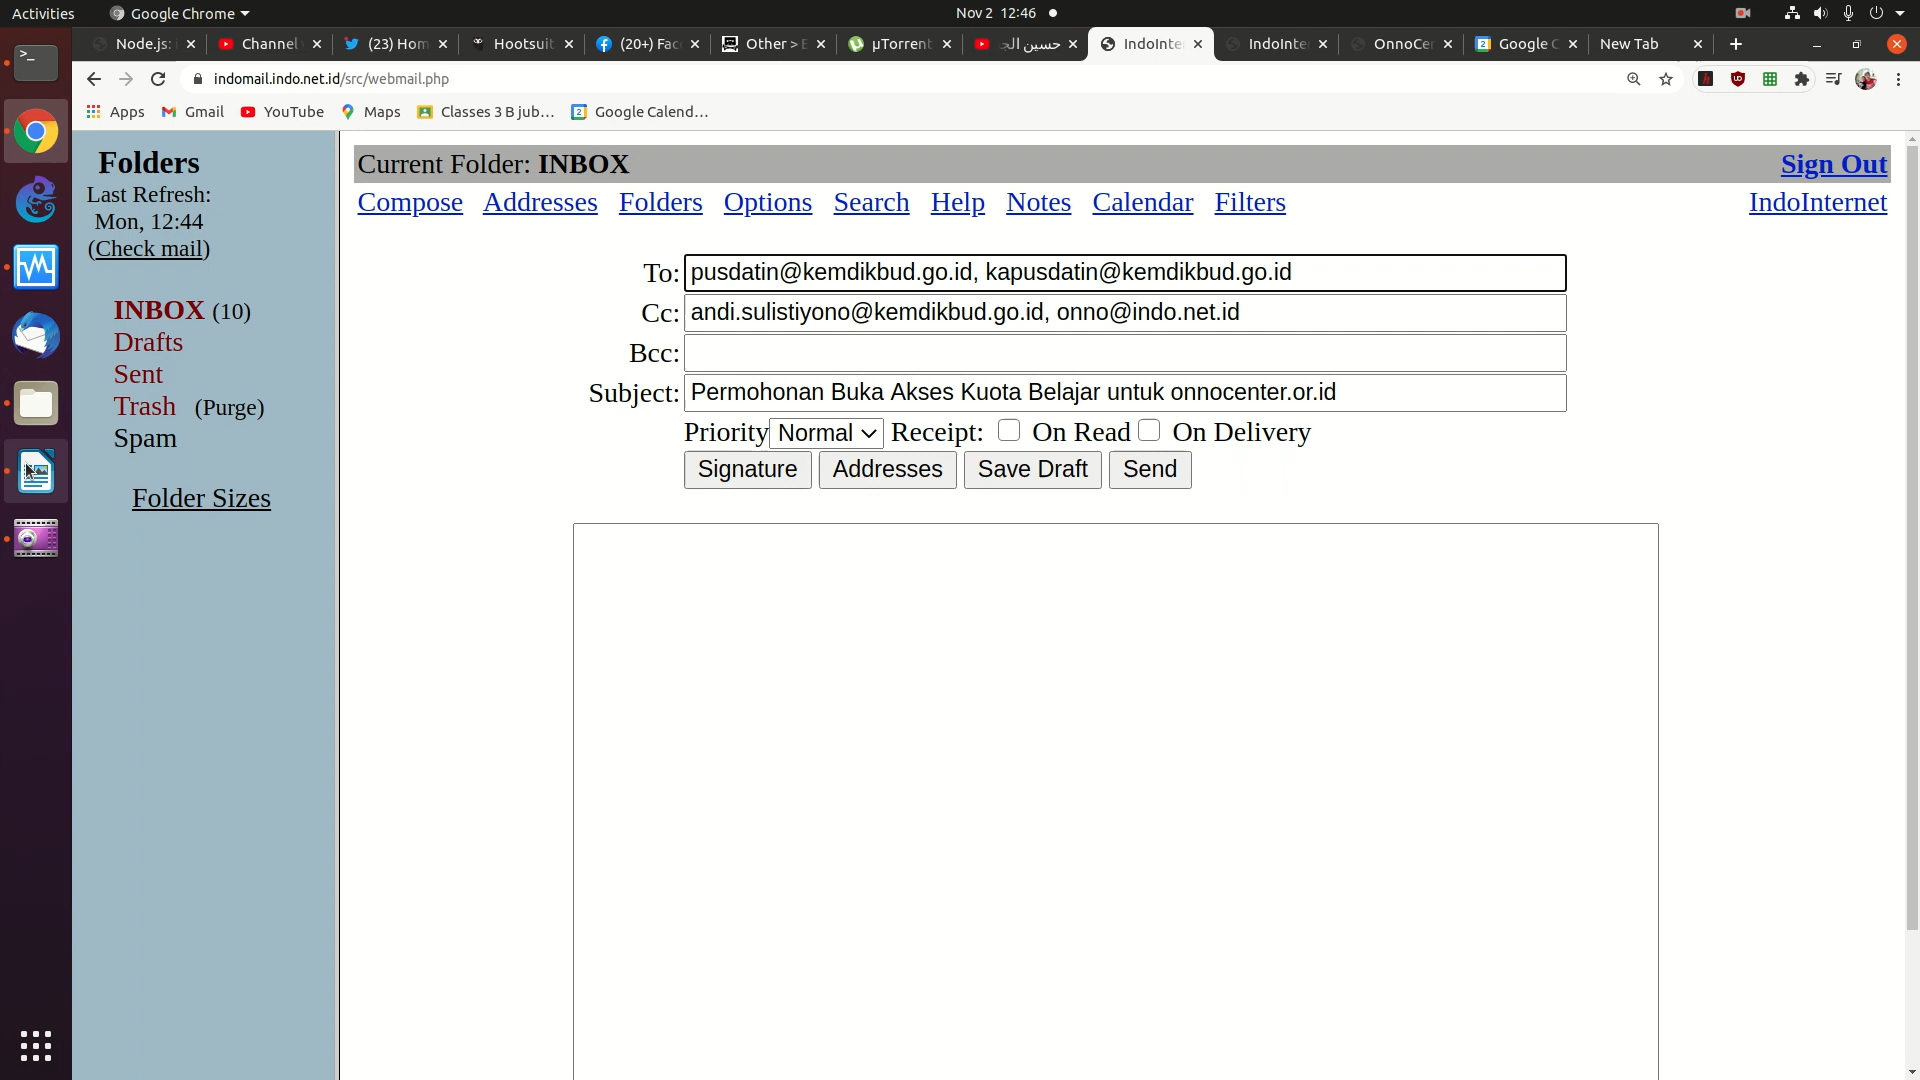 Activities
Google Chrome
Nov 2 12:46
Node.js:
Channel
(23) Hom
Hootsuit
(20+) Fac
Other > E
µTorrent
حسين الج
IndoInte
IndoInte
OnnoCer
Google C
New Tab
indomail.indo.net.id/src/webmail.php
Apps
Gmail
YouTube
Maps
Classes 3 B jub...
Google Calend...
Folders
Last Refresh:
Mon, 12:44
(Check mail)
INBOX (10)
Drafts
Sent
Trash (Purge)
Spam
Folder Sizes
Current Folder: INBOX
Sign Out
Compose Addresses Folders Options Search Help Notes Calendar Filters
IndoInternet
To: pusdatin@kemdikbud.go.id, kapusdatin@kemdikbud.go.id
Cc: andi.sulistiyono@kemdikbud.go.id, onno@indo.net.id
Bcc:
Subject: Permohonan Buka Akses Kuota Belajar untuk onnocenter.or.id
Priority Normal Receipt: On Read On Delivery
Signature Addresses Save Draft Send